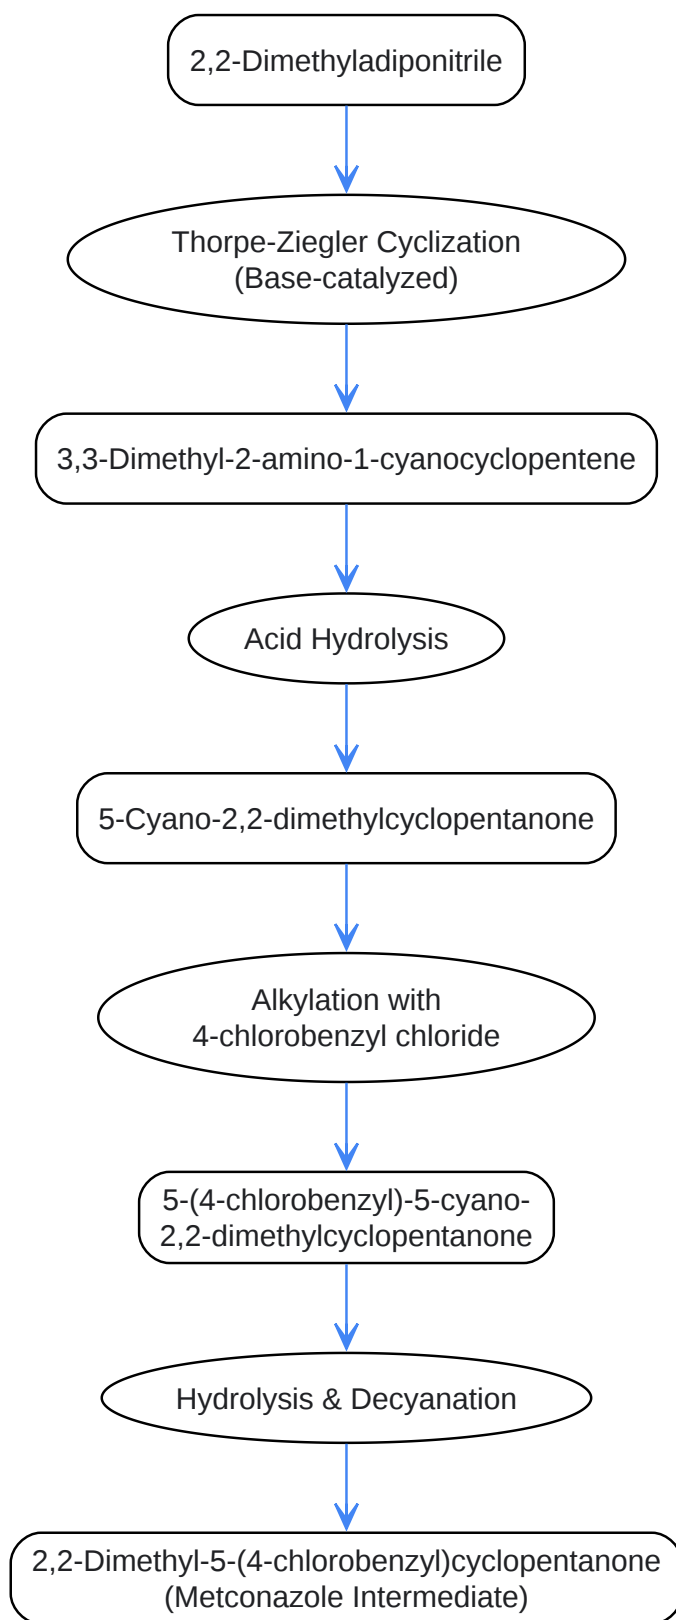 2,2-Dimethyladiponitrile
Thorpe-Ziegler Cyclization
(Base-catalyzed)
3,3-Dimethyl-2-amino-1-cyanocyclopentene
Acid Hydrolysis
5-Cyano-2,2-dimethylcyclopentanone
Alkylation with
4-chlorobenzyl chloride
5-(4-chlorobenzyl)-5-cyano-
2,2-dimethylcyclopentanone
Hydrolysis & Decyanation
2,2-Dimethyl-5-(4-chlorobenzyl)cyclopentanone
(Metconazole Intermediate)